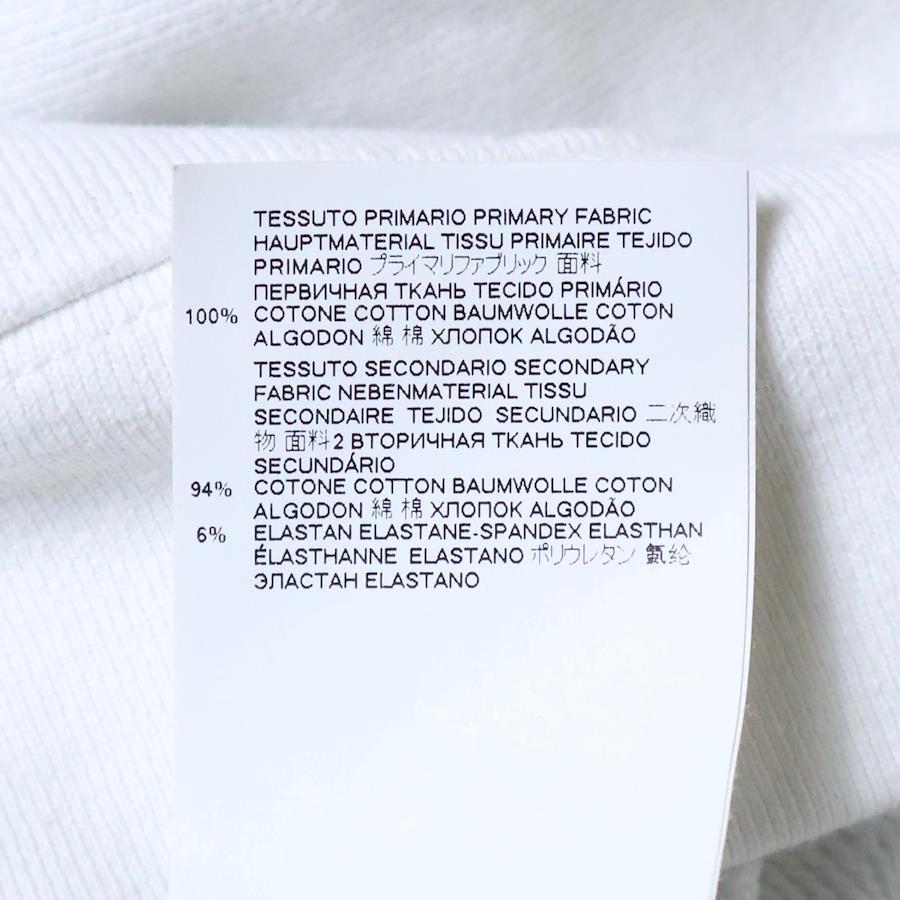 TESSUTO PRIMARIO PRIMARY FABRIC
HAUPTMATERIAL TISSU PRIMAIRE TEJIDO
PRIMARIO プライマリファブリック 面料
ПЕРВИЧНАЯ ТКАНЬ TECIDO PRIMÁRIO
100% COTONE COTTON BAUMWOLLE COTON
ALGODON 綿 棉 ХЛОПОК ALGODÃO
TESSUTO SECONDARIO SECONDARY
FABRIC NEBENMATERIAL TISSU
SECONDAIRE TEJIDO SECUNDARIO 二次織
物 面料2 ВТОРИЧНАЯ ТКАНЬ TECIDO
SECUNDÁRIO
94% COTONE COTTON BAUMWOLLE COTON
ALGODON 綿 棉 ХЛОПОК ALGODÃO
6% ELASTAN ELASTANE-SPANDEX ELASTHAN
ÉLASTHANNE ELASTANO ポリウレタン 氨纶
ЭЛАСТАН ELASTANO